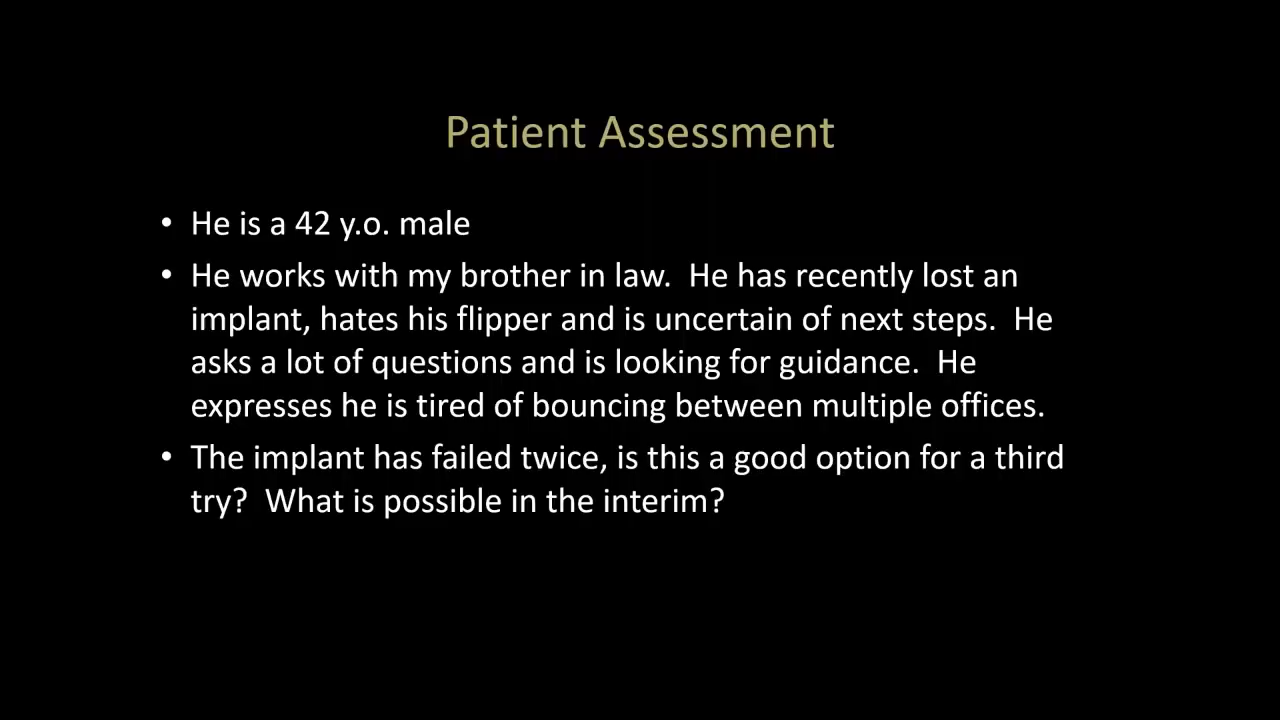 Patient Assessment
• He is a 42 y.o. male
• He works with my brother in law.  He has recently lost an
implant, hates his flipper and is uncertain of next steps.  He
asks a lot of questions and is looking for guidance.  He
expresses he is tired of bouncing between multiple offices.
• The implant has failed twice, is this a good option for a third
try?  What is possible in the interim?